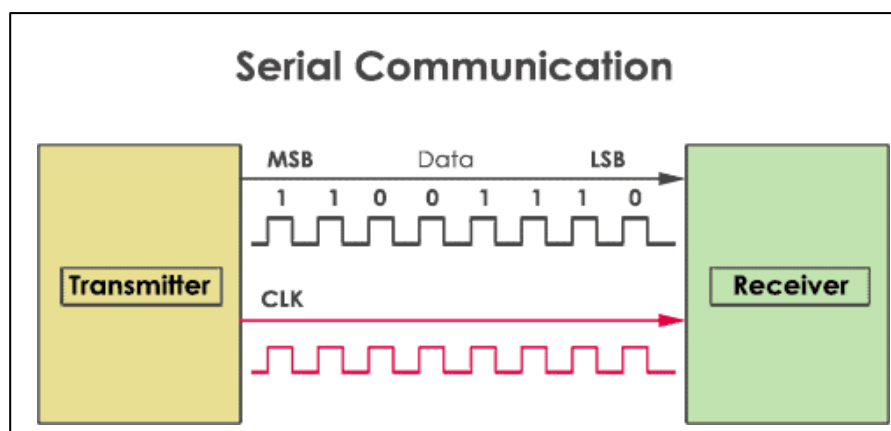 Serial Communication
MSB Data LSB
1 1 0 0 1 1 1 0
Transmitter
Receiver
CLK